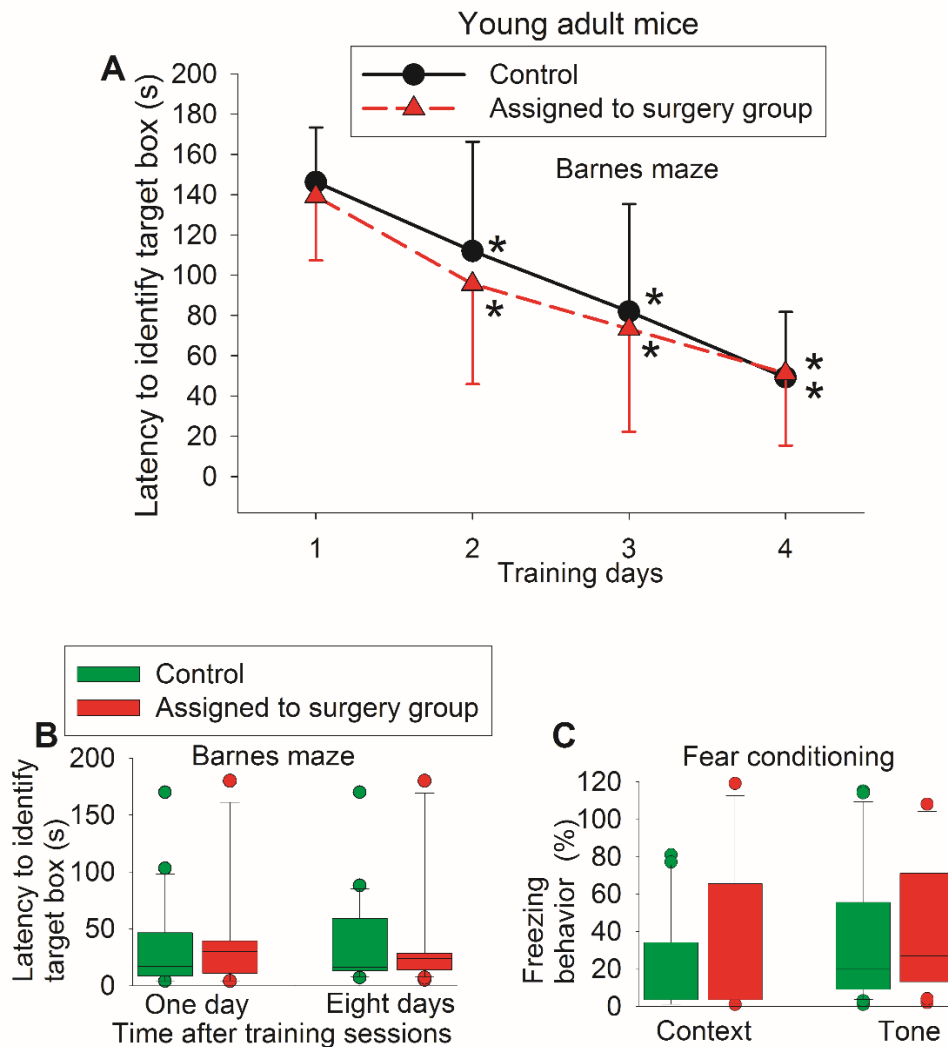 Young adult mice
A
Control
Assigned to surgery group
Barnes maze
Latency to identify target box (s)
200
180
160
140
120
100
80
60
40
20
0
*
*
*
*
*
*
1 2 3 4
Training days
Control
Assigned to surgery group
B
Barnes maze
Latency to identify
target box (s)
200
150
100
50
0
One day Eight days
Time after training sessions
C
Fear conditioning
Freezing
behavior (%)
120
100
80
60
40
20
0
Context Tone